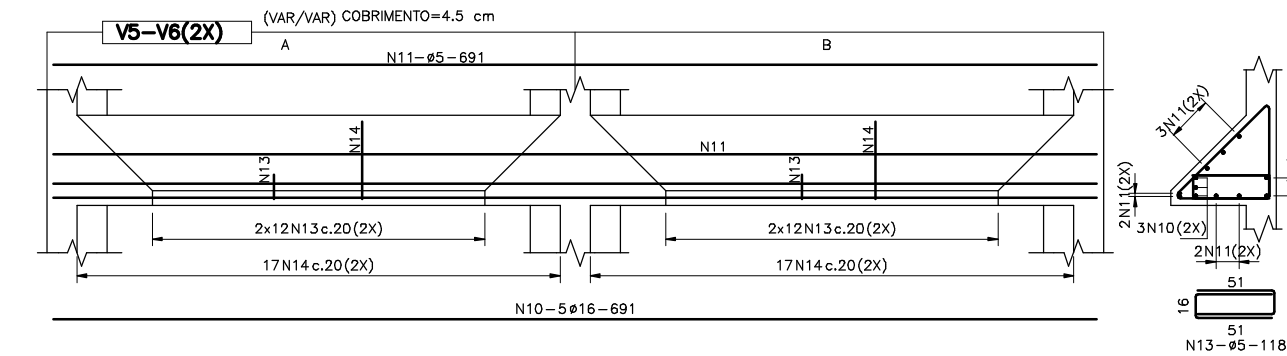 V5-V6(2X)
(VAR/VAR) COBRIMENTO=4.5 cm
A
B
N11-ø5-691
N14
N13
N11
N13
N14
2x12N13c.20(2X)
2x12N13c.20(2X)
17N14c.20(2X)
17N14c.20(2X)
N10-5ø16-691
3N11(2X)
2N11(2X)
3N10(2X)
2N11(2X)
51
16
51
N13-ø5-118